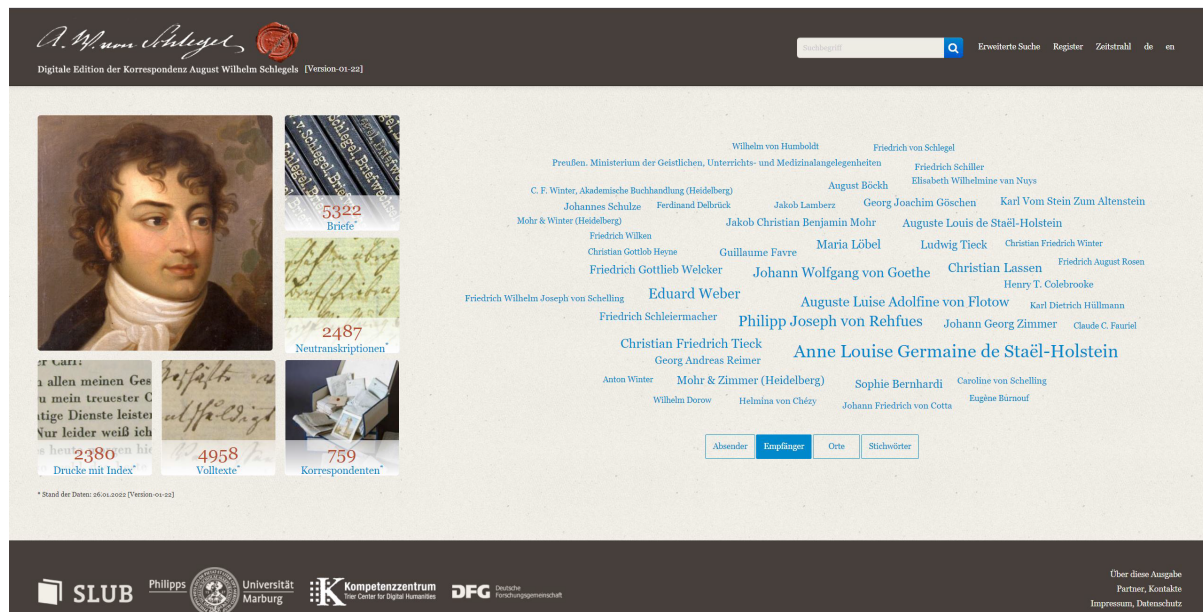 A. W. von Schlegel
Digitale Edition der Korrespondenz August Wilhelm Schlegels [Version-01-22]
Suchbegriff
Erweiterte Suche Register Zeitstrahl de en
5322
Briefe*
2487
Neutranskriptionen*
2380
Drucke mit Index*
4958
Volltexte*
759
Korrespondenten*
* Stand der Daten: 26.01.2022 [Version-01-22]
Wilhelm von Humboldt Friedrich von Schlegel
Preußen. Ministerium der Geistlichen, Unterrichts- und Medizinalangelegenheiten Friedrich Schiller
C. F. Winter, Akademische Buchhandlung (Heidelberg) August Böckh Elisabeth Wilhelmine van Nuys
Johannes Schulze Ferdinand Delbrück Jakob Lamberz Georg Joachim Göschen Karl Vom Stein Zum Altenstein
Mohr & Winter (Heidelberg) Jakob Christian Benjamin Mohr Auguste Louis de Staël-Holstein
Friedrich Wilken
Christian Gottlob Heyne Guillaume Favre Maria Löbel Ludwig Tieck Christian Friedrich Winter
Friedrich Gottlieb Welcker Johann Wolfgang von Goethe Christian Lassen Friedrich August Rosen
Henry T. Colebrooke
Friedrich Wilhelm Joseph von Schelling Eduard Weber Auguste Luise Adolfine von Flotow Karl Dietrich Hüllmann
Friedrich Schleiermacher Philipp Joseph von Rehfues Johann Georg Zimmer Claude C. Fauriel
Christian Friedrich Tieck
Georg Andreas Reimer Anne Louise Germaine de Staël-Holstein
Anton Winter Mohr & Zimmer (Heidelberg) Sophie Bernhardi Caroline von Schelling
Wilhelm Dorow Helmina von Chézy Johann Friedrich von Cotta Eugène Burnouf
Absender Empfänger Orte Stichwörter
SLUB
Philipps Universität
Marburg
Kompetenzzentrum
Trier Center for Digital Humanities
DFG Deutsche
Forschungsgemeinschaft
Über diese Ausgabe
Partner, Kontakte
Impressum, Datenschutz